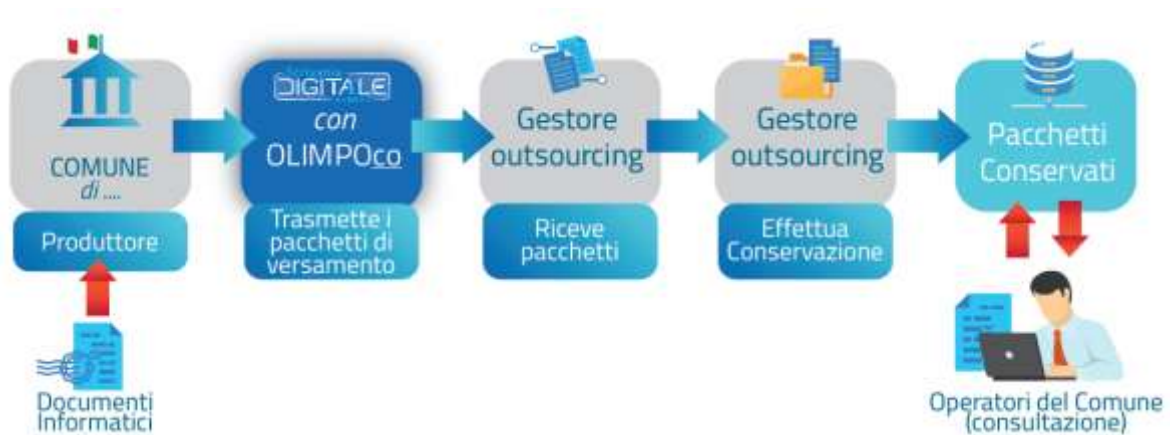 COMUNE
di ....
Produttore
Documenti
Informatici
DIGITALE
con
OLIMPOco
Trasmette i
pacchetti di
versamento
Gestore
outsourcing
Riceve
pacchetti
Gestore
outsourcing
Effettua
Conservazione
Pacchetti
Conservati
Operatori del Comune
(consultazione)